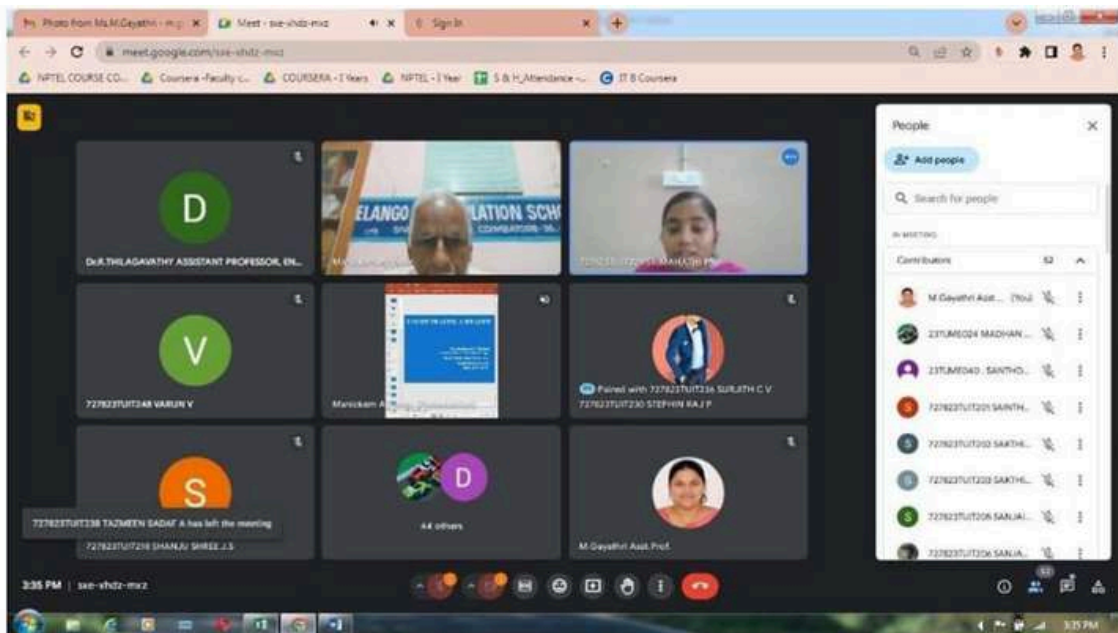 Photo from Ms.M.Gayathri - m.g
Meet - sxe-vhdz-mxz
Sign In
meet.google.com/sxe-vhdz-mxz
NPTEL COURSE CO...
Coursera -Faculty c...
COURSERA - I Years
NPTEL - I Year
S & H_Attendance -...
IT B Coursera
D
Dr.R.THILAGAVATHY ASSISTANT PROFESSOR, EN...
ELANGO
LATION SCH
COIMBATORE
MAHATHI
V
727823TUIT248 VARUN V
Manickam
Paired with 727823TUIT236 SURJITH C V
727823TUIT230 STEPHIN RAJ P
S
727823TUIT238 TAZMEEN SADAF A has left the meeting
727823TUIT218 SHANJU SHREE J.S
D
44 others
M.Gayathri Asst.Prof.
People
Add people
Search for people
IN MEETING
Contributors 52
M.Gayathri Asst... (You)
23TUME024 MADHAN...
23TUME040 . SANTHO...
S 727823TUIT201 SAINTH...
S 727823TUIT202 SAKTHI...
S 727823TUIT203 SAKTHI...
S 727823TUIT205 SANJAI...
727823TUIT206 SANJA...
3:35 PM | sxe-vhdz-mxz
52
3:35 PM